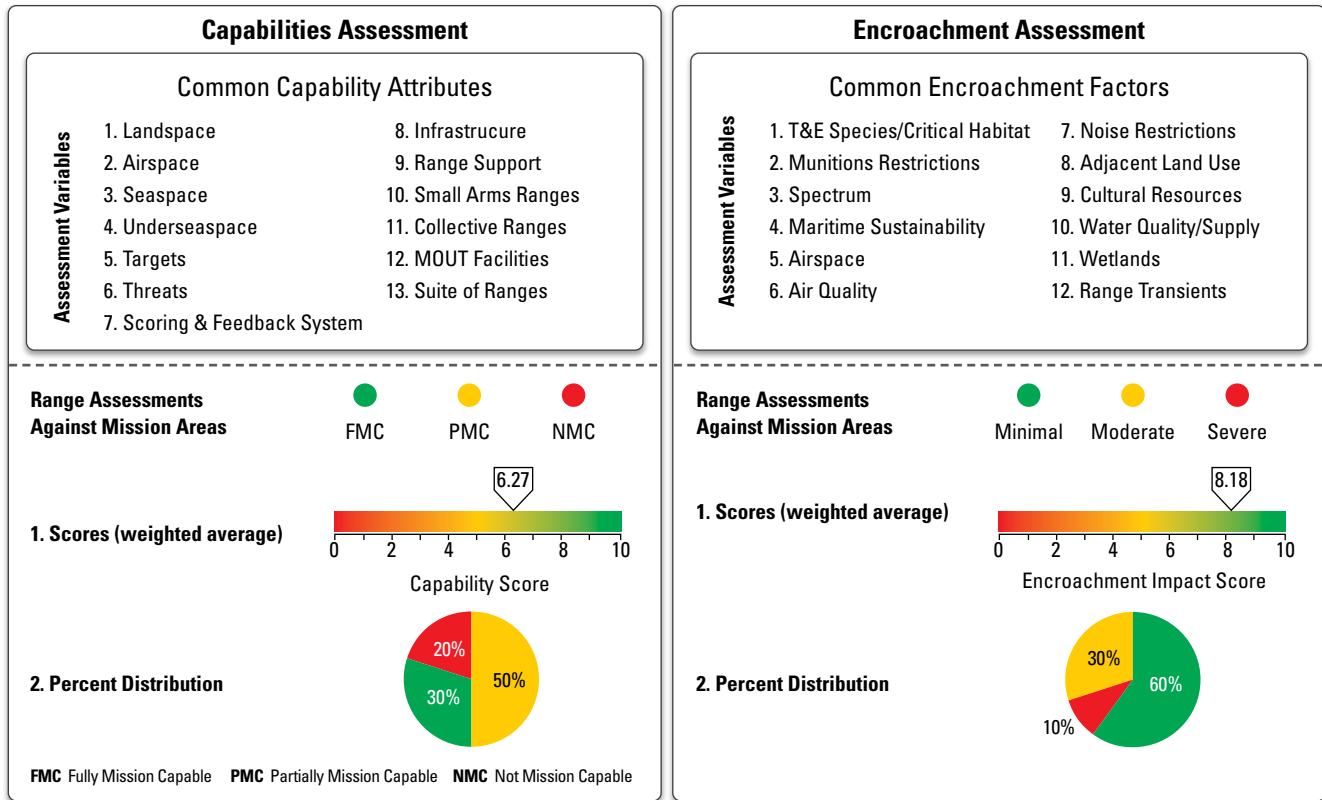 Capabilities Assessment
Common Capability Attributes
Assessment Variables
1. Landspace
2. Airspace
3. Seaspace
4. Underseaspace
5. Targets
6. Threats
7. Scoring & Feedback System
8. Infrastrucure
9. Range Support
10. Small Arms Ranges
11. Collective Ranges
12. MOUT Facilities
13. Suite of Ranges
Range Assessments
Against Mission Areas
FMC PMC NMC
6.27
1. Scores (weighted average)
0 2 4 6 8 10
Capability Score
2. Percent Distribution
20%
30%
50%
FMC Fully Mission Capable PMC Partially Mission Capable NMC Not Mission Capable
Encroachment Assessment
Common Encroachment Factors
Assessment Variables
1. T&E Species/Critical Habitat
2. Munitions Restrictions
3. Spectrum
4. Maritime Sustainability
5. Airspace
6. Air Quality
7. Noise Restrictions
8. Adjacent Land Use
9. Cultural Resources
10. Water Quality/Supply
11. Wetlands
12. Range Transients
Range Assessments
Against Mission Areas
Minimal Moderate Severe
8.18
1. Scores (weighted average)
0 2 4 6 8 10
Encroachment Impact Score
2. Percent Distribution
30%
60%
10%